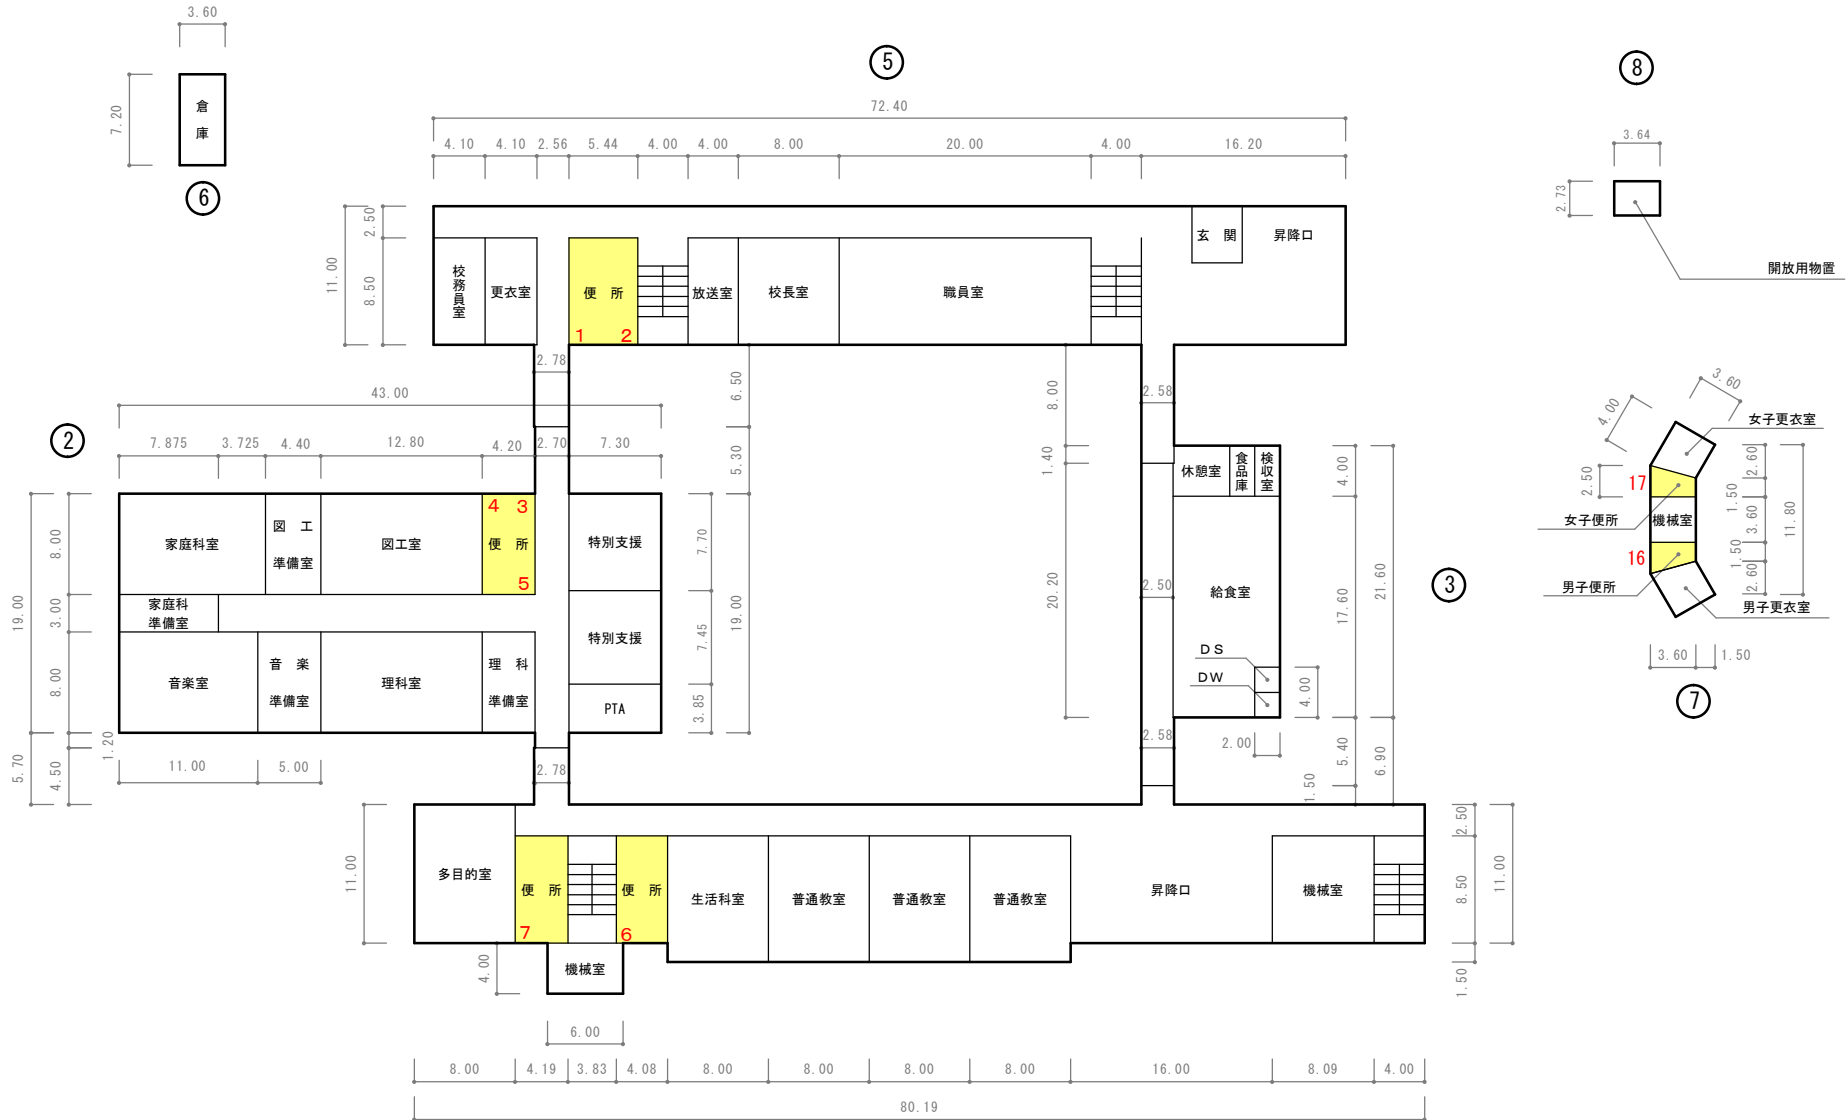 3.60
7.20
倉
庫
⑥
⑤
72.40
4.10 4.10 2.56 5.44 4.00 4.00 8.00 20.00 4.00 16.20
11.00
2.50
8.50
校務員室
更衣室
便 所
1 2
放送室
校長室
職員室
玄 関
昇降口
⑧
3.64
2.73
開放用物置
2.78
6.50
8.00
2.58
43.00
②
7.875 3.725 4.40 12.80 4.20 2.70 7.30
5.30
1.40
4.00
休憩室
食品庫
検収室
19.00
8.00
3.00
8.00
家庭科室
図 工
準備室
図工室
4 3
便 所
5
特別支援
7.70
家庭科
準備室
特別支援
7.45
19.00
音楽室
音 楽
準備室
理科室
理 科
準備室
PTA
3.85
20.20
2.50
給食室
17.60
21.60
③
DS
DW
4.00
2.00
2.58
5.40
6.90
1.50
5.70
4.50
1.20
11.00 5.00
2.78
3.60
4.00
女子更衣室
2.50
17
女子便所
機械室
16
男子便所
男子更衣室
2.60
1.50
3.60
1.50
2.60
11.80
3.60 1.50
⑦
11.00
多目的室
便 所
7
便 所
6
生活科室
普通教室
普通教室
普通教室
昇降口
機械室
2.50
8.50
11.00
1.50
4.00
機械室
6.00
8.00 4.19 3.83 4.08 8.00 8.00 8.00 8.00 16.00 8.09 4.00
80.19